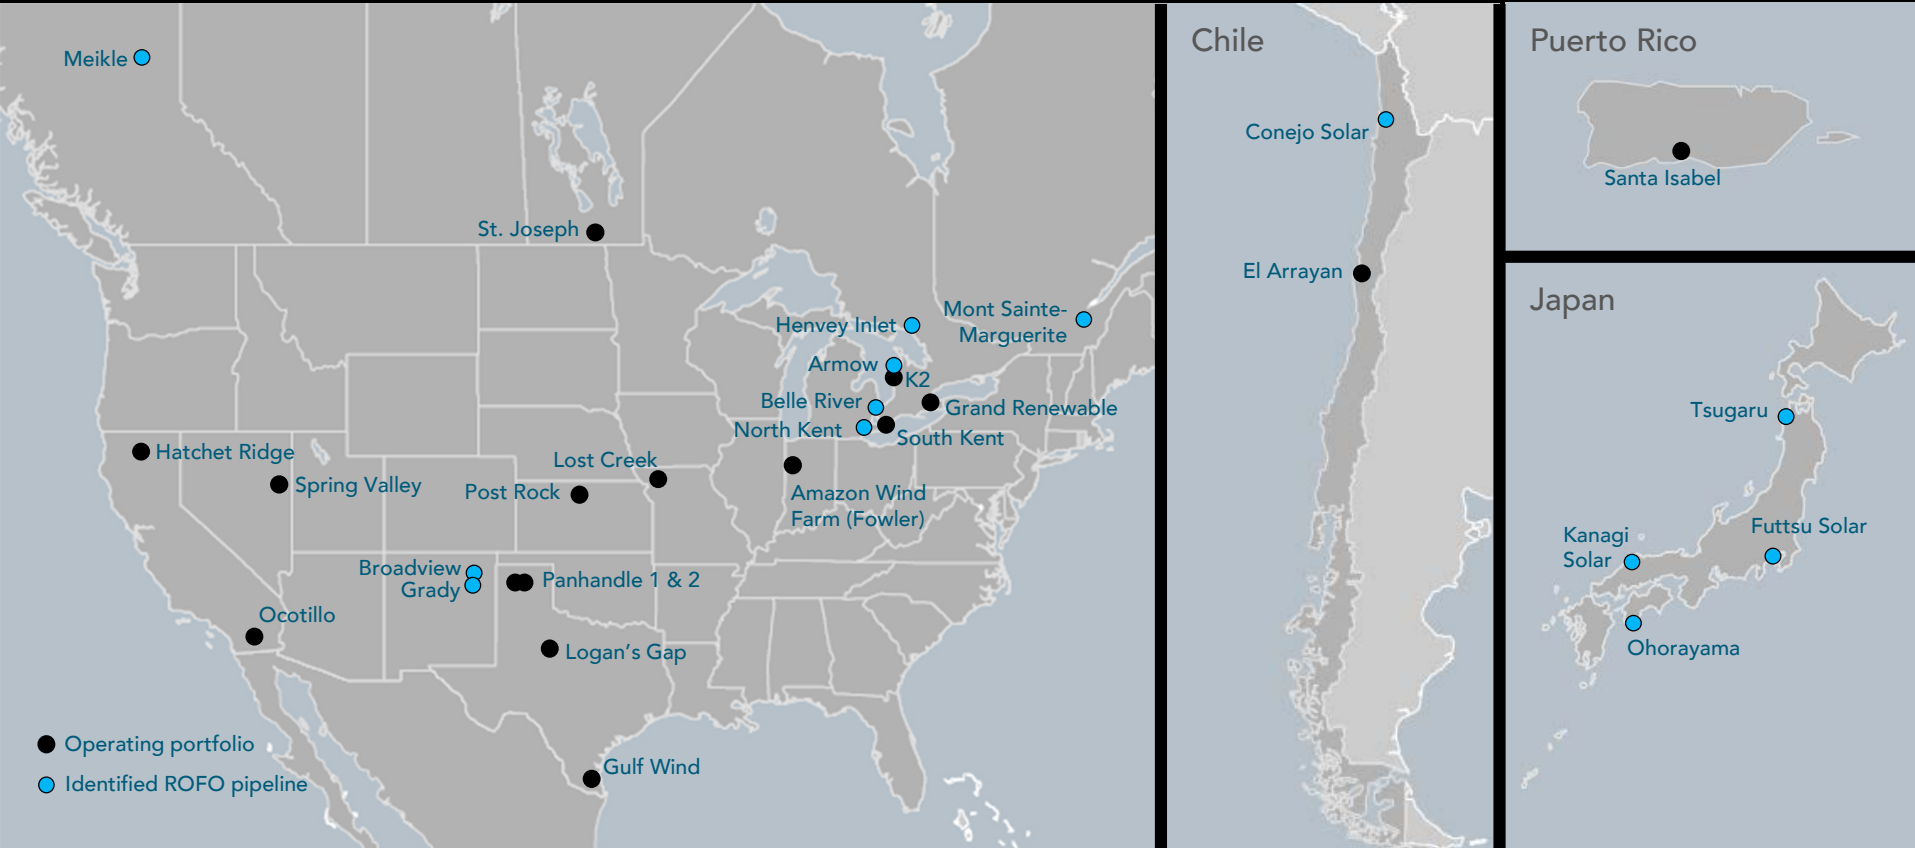 Meikle
St. Joseph
Henvey Inlet
Mont Sainte-
Marguerite
Armow
K2
Belle River
Grand Renewable
North Kent
South Kent
Hatchet Ridge
Spring Valley
Lost Creek
Post Rock
Amazon Wind
Farm (Fowler)
Broadview
Grady
Panhandle 1 & 2
Ocotillo
Logan's Gap
Gulf Wind
Operating portfolio
Identified ROFO pipeline
Chile
Conejo Solar
El Arrayan
Puerto Rico
Santa Isabel
Japan
Tsugaru
Futtsu Solar
Kanagi
Solar
Ohorayama